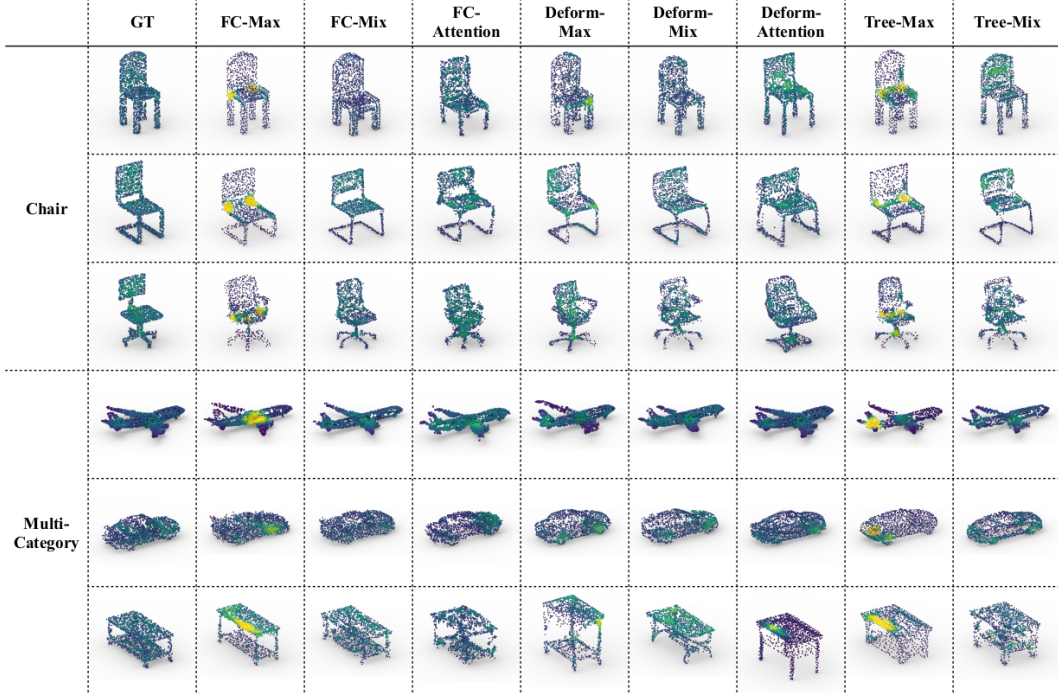 GT FC-Max FC-Mix FC-Attention Deform-Max Deform-Mix Deform-Attention Tree-Max Tree-Mix
Chair
Multi-
Category